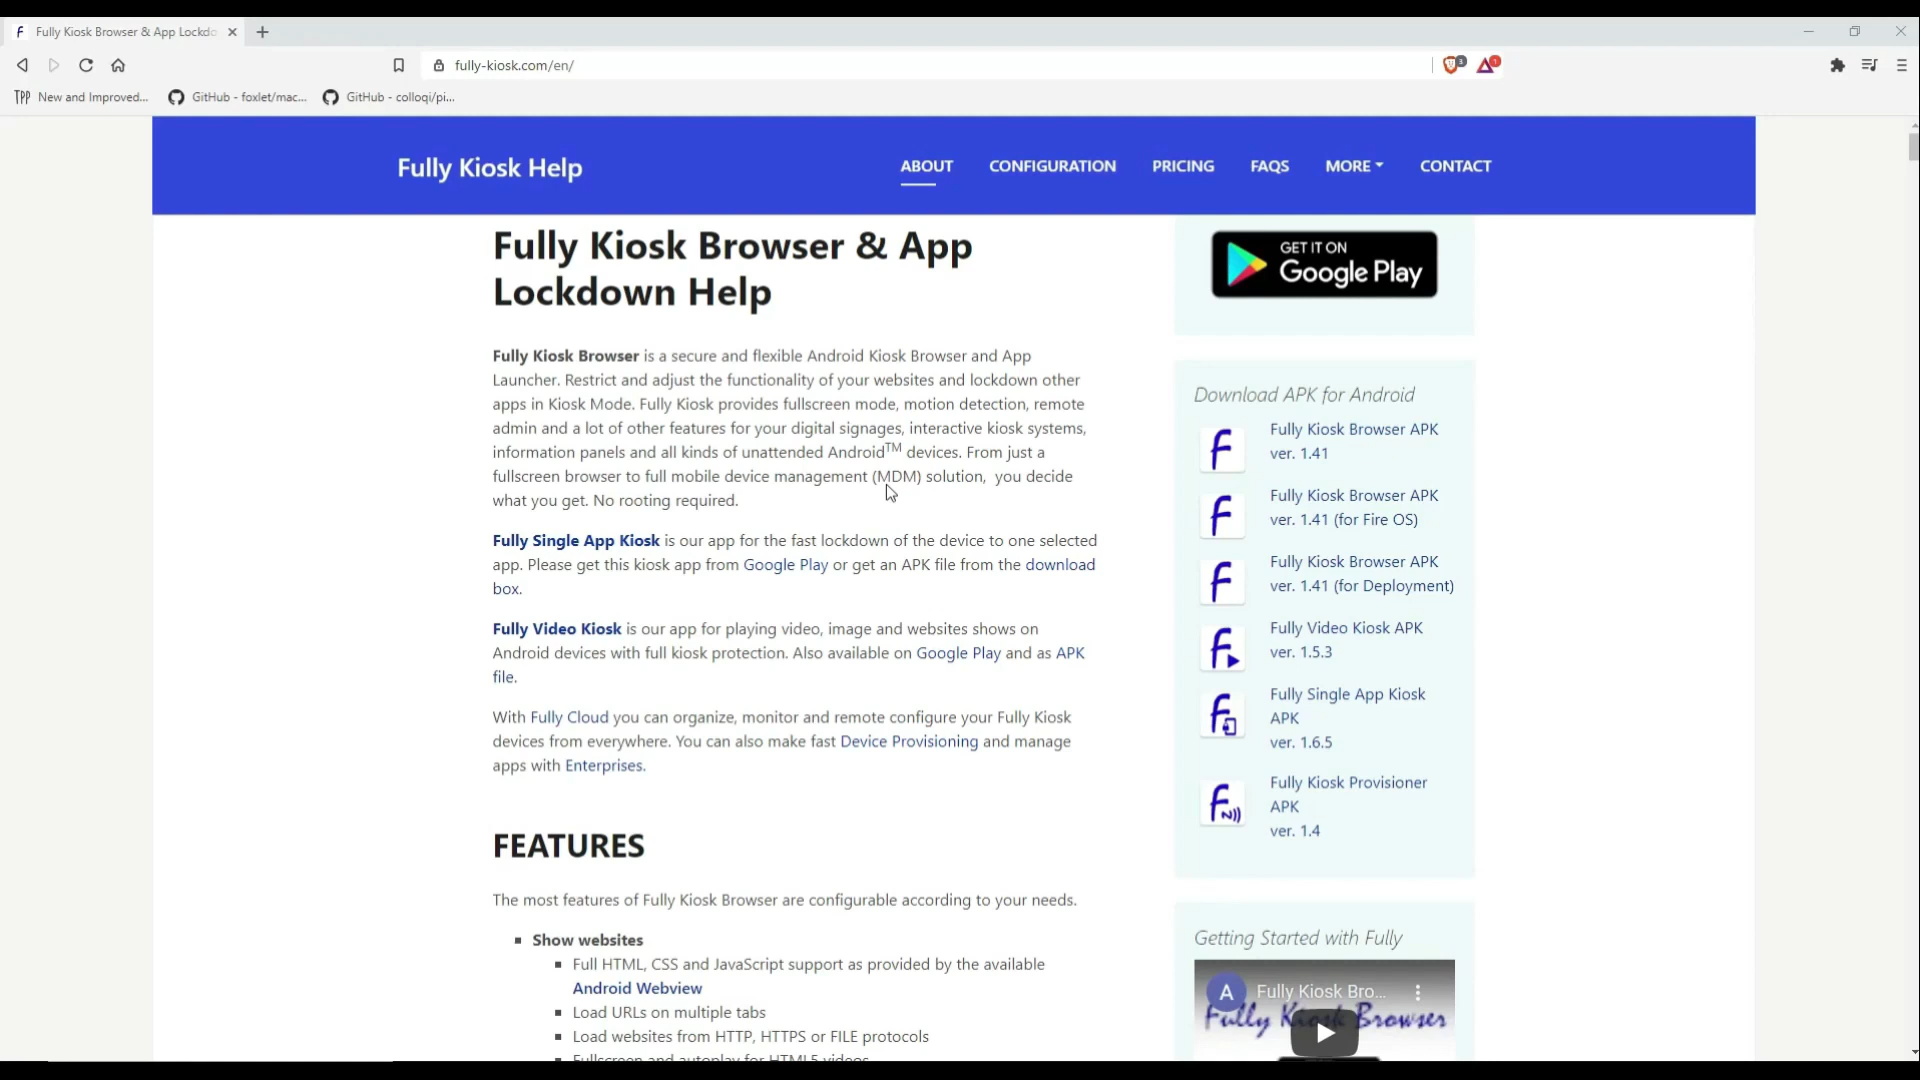 Fully Kiosk Browser & App Lockdo
fully-kiosk.com/en/
3
1
TPP New and Improved...
GitHub - foxlet/mac...
GitHub - colloqi/pi...
Fully Kiosk Help
ABOUT
CONFIGURATION
PRICING
FAQS
MORE
CONTACT
Fully Kiosk Browser & App
Lockdown Help
Fully Kiosk Browser is a secure and flexible Android Kiosk Browser and App
Launcher. Restrict and adjust the functionality of your websites and lockdown other
apps in Kiosk Mode. Fully Kiosk provides fullscreen mode, motion detection, remote
admin and a lot of other features for your digital signages, interactive kiosk systems,
information panels and all kinds of unattended Android™ devices. From just a
fullscreen browser to full mobile device management (MDM) solution, you decide
what you get. No rooting required.
Fully Single App Kiosk is our app for the fast lockdown of the device to one selected
app. Please get this kiosk app from Google Play or get an APK file from the download
box.
Fully Video Kiosk is our app for playing video, image and websites shows on
Android devices with full kiosk protection. Also available on Google Play and as APK
file.
With Fully Cloud you can organize, monitor and remote configure your Fully Kiosk
devices from everywhere. You can also make fast Device Provisioning and manage
apps with Enterprises.
FEATURES
The most features of Fully Kiosk Browser are configurable according to your needs.
Show websites
Full HTML, CSS and JavaScript support as provided by the available
Android Webview
Load URLs on multiple tabs
Load websites from HTTP, HTTPS or FILE protocols
Fullscreen and autoplay for HTML5 videos
GET IT ON
Google Play
Download APK for Android
Fully Kiosk Browser APK
ver. 1.41
Fully Kiosk Browser APK
ver. 1.41 (for Fire OS)
Fully Kiosk Browser APK
ver. 1.41 (for Deployment)
Fully Video Kiosk APK
ver. 1.5.3
Fully Single App Kiosk
APK
ver. 1.6.5
Fully Kiosk Provisioner
APK
ver. 1.4
Getting Started with Fully
A Fully Kiosk Bro...
Fully Kiosk Browser